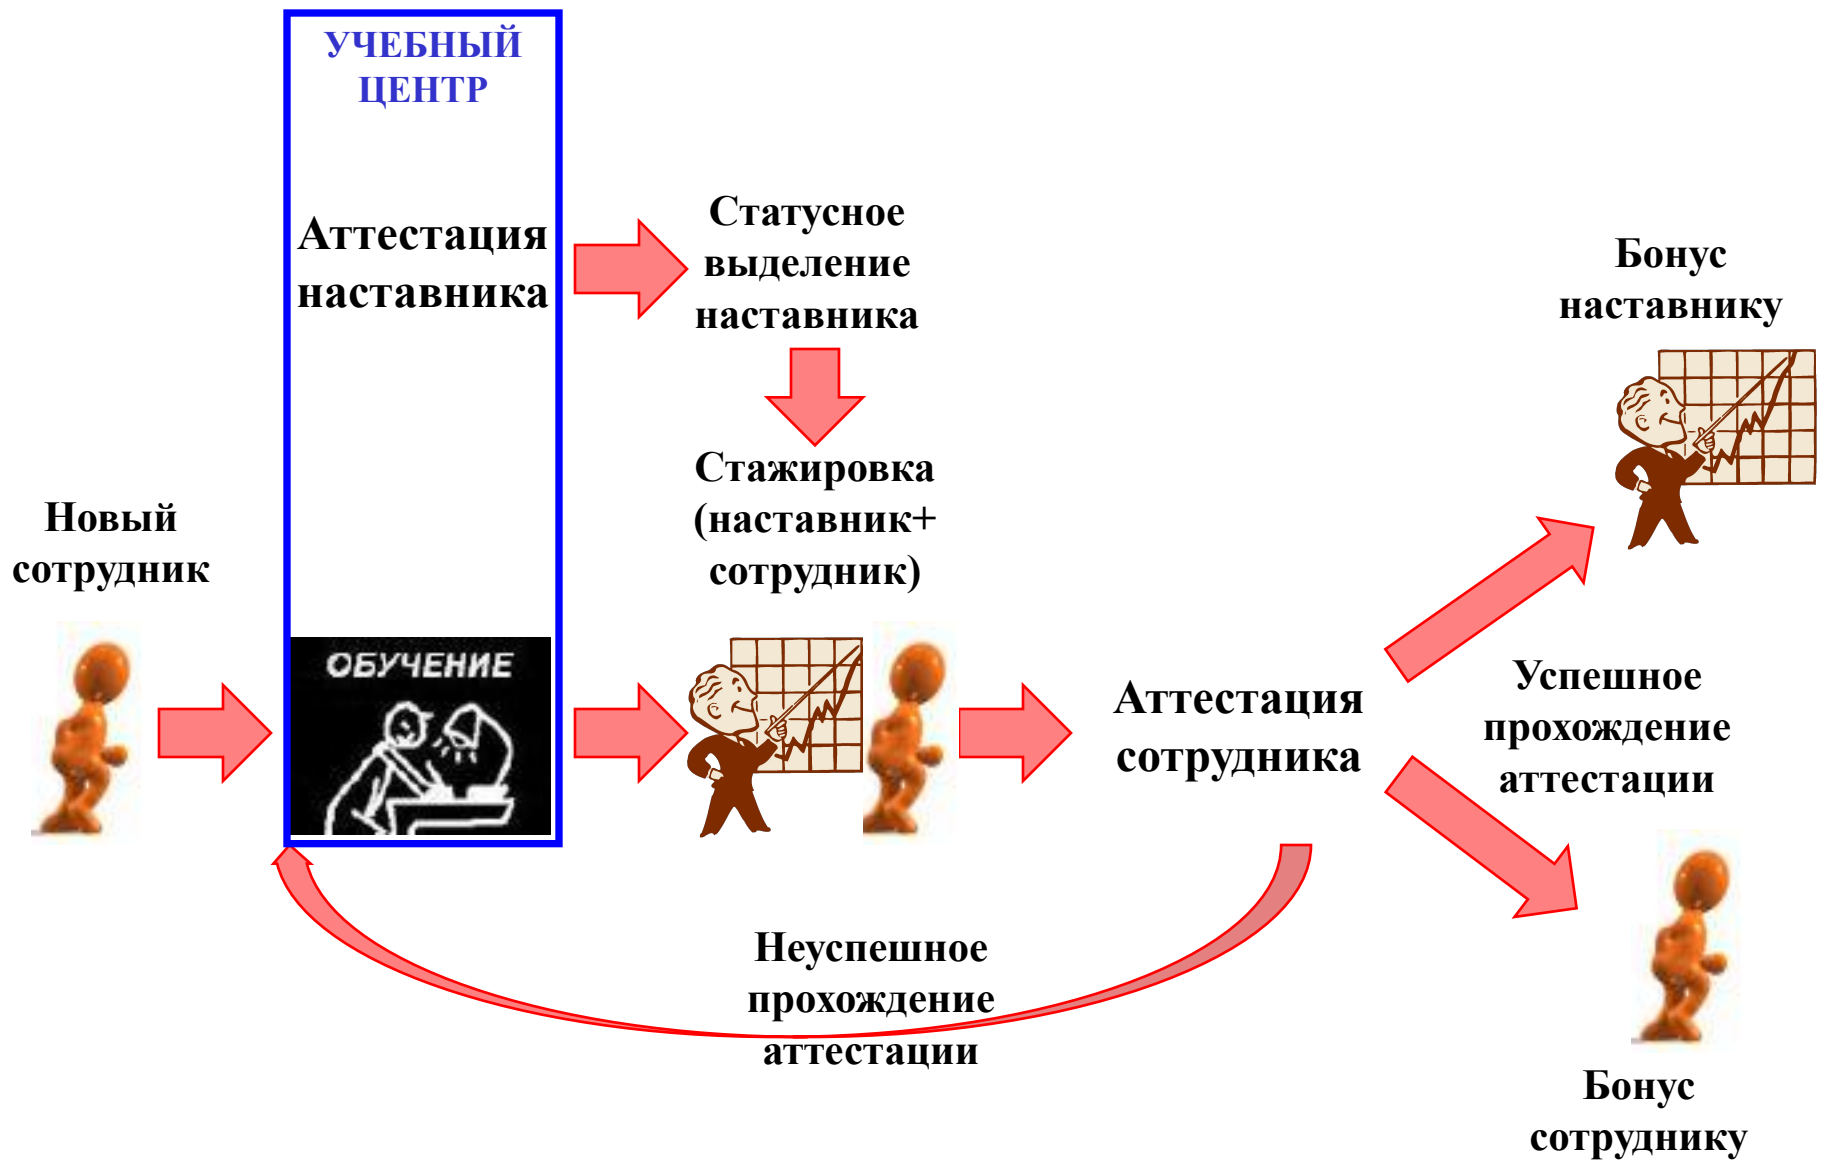 УЧЕБНЫЙ
ЦЕНТР
Аттестация
наставника
Статусное
выделение
наставника
Бонус
наставнику
Стажировка
(наставник+
сотрудник)
Новый
сотрудник
ОБУЧЕНИЕ
Аттестация
сотрудника
Успешное
прохождение
аттестации
Неуспешное
прохождение
аттестации
Бонус
сотруднику